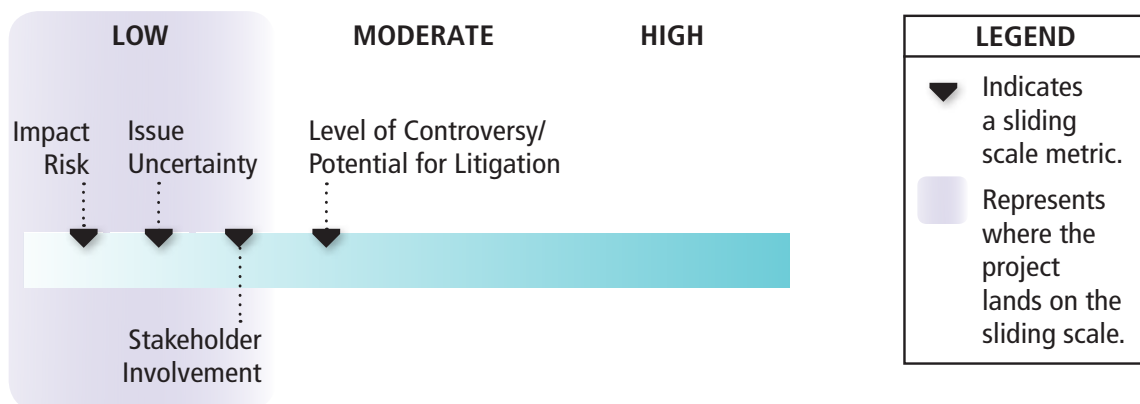 LOW
MODERATE
HIGH
Impact
Risk
Issue
Uncertainty
Level of Controversy/
Potential for Litigation
Stakeholder
Involvement
LEGEND
Indicates
a sliding
scale metric.
Represents
where the
project
lands on the
sliding scale.